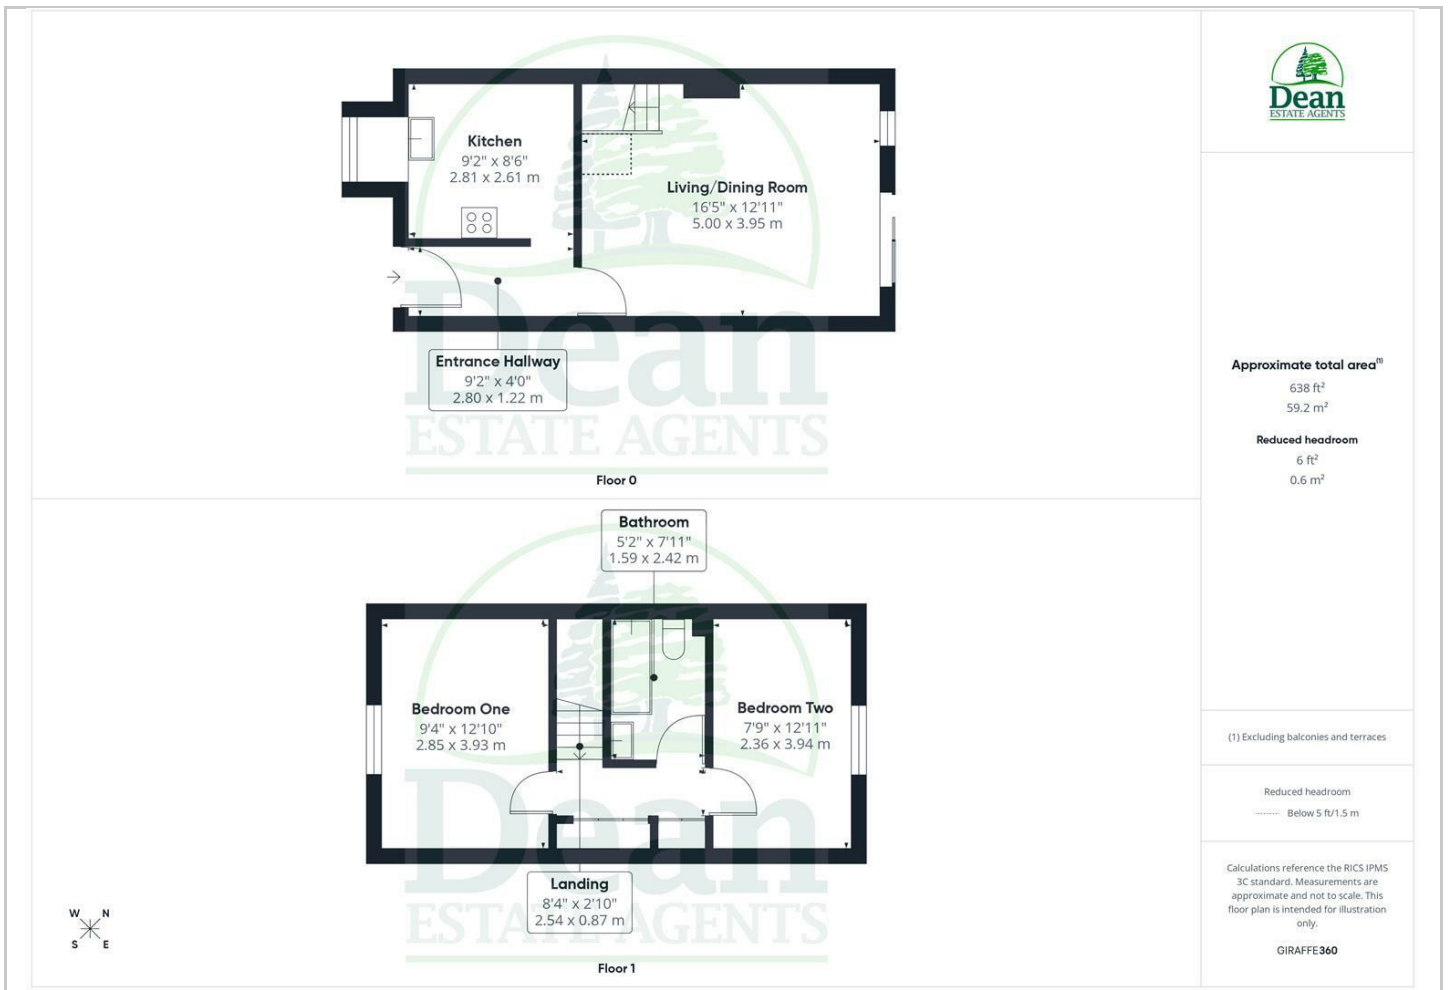 Kitchen
9'2" x 8'6"
2.81 x 2.61 m
Living/Dining Room
16'5" x 12'11"
5.00 x 3.95 m
Entrance Hallway
9'2" x 4'0"
2.80 x 1.22 m
Dean
ESTATE AGENTS
Floor 0
Bathroom
5'2" x 7'11"
1.59 x 2.42 m
Bedroom One
9'4" x 12'10"
2.85 x 3.93 m
Bedroom Two
7'9" x 12'11"
2.36 x 3.94 m
Landing
8'4" x 2'10"
2.54 x 0.87 m
Dean
ESTATE AGENTS
Floor 1
W N
S E
Dean
ESTATE AGENTS
Approximate total area(1)
638 ft²
59.2 m²
Reduced headroom
6 ft²
0.6 m²
(1) Excluding balconies and terraces
Reduced headroom
Below 5 ft/1.5 m
Calculations reference the RICS IPMS
3C standard. Measurements are
approximate and not to scale. This
floor plan is intended for illustration
only.
GIRAFFE360